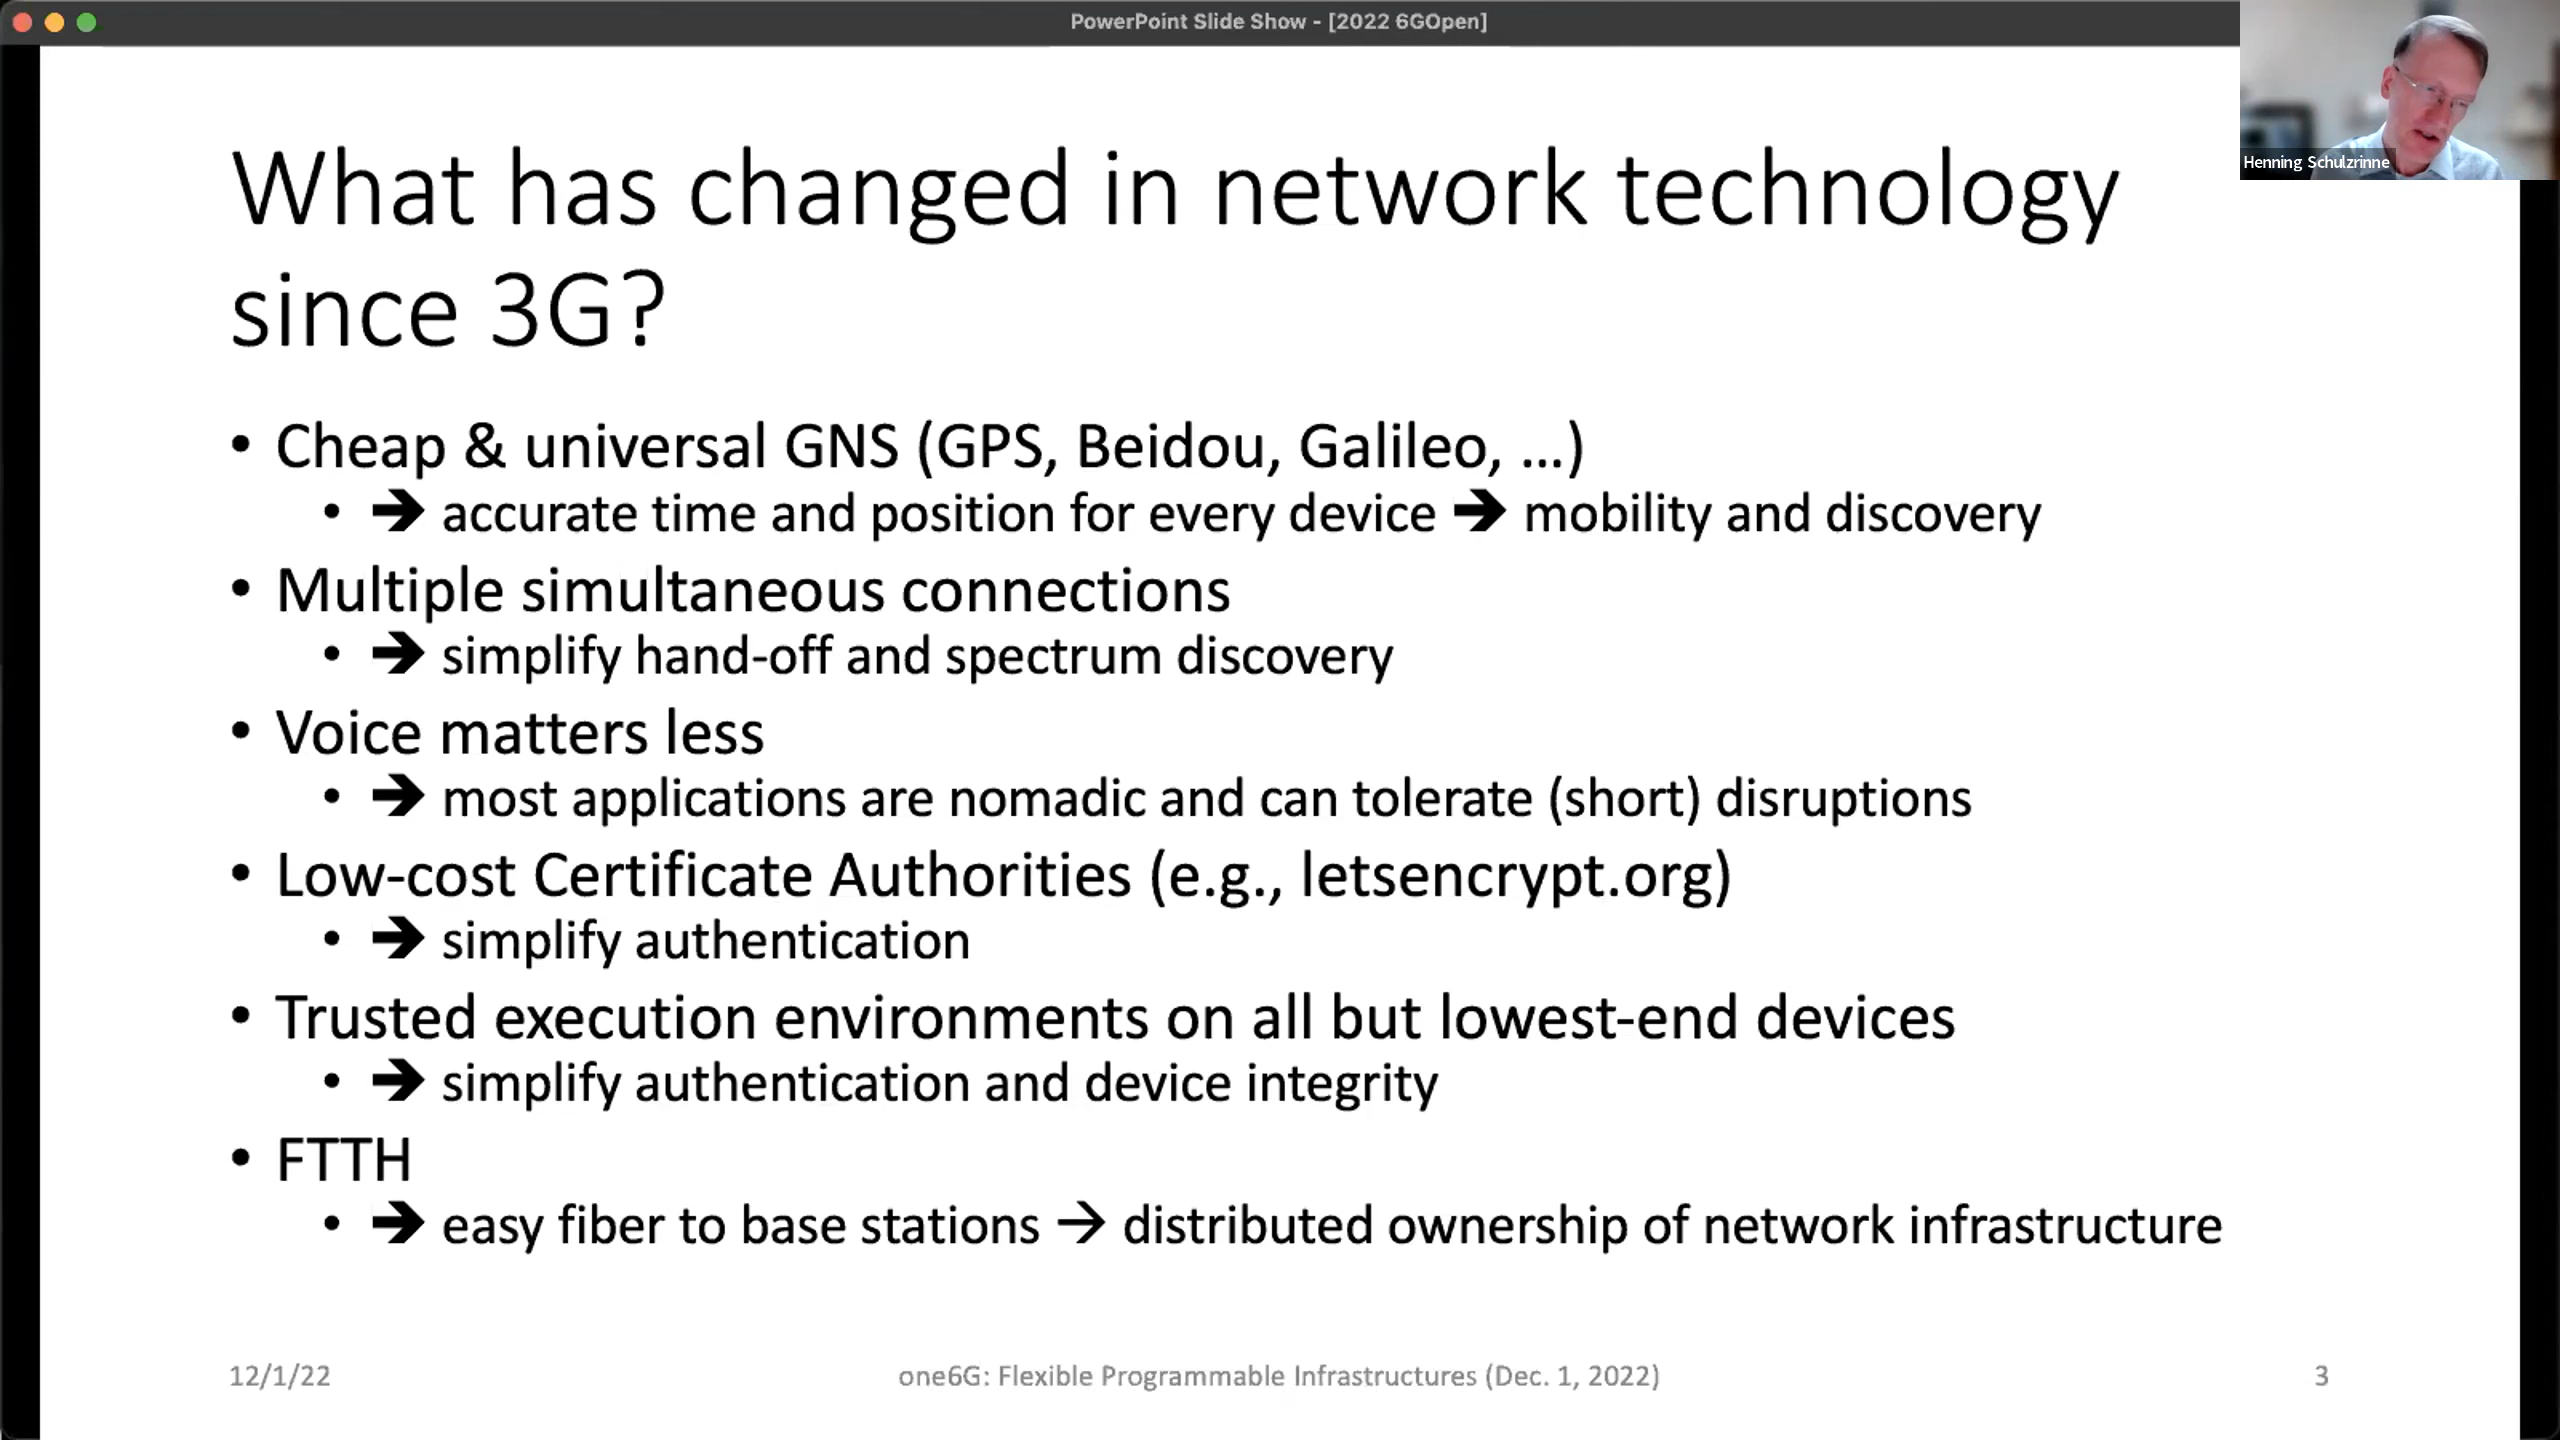 PowerPoint Slide Show - [2022 6GOpen]
Henning Schulzrinne
What has changed in network technology
since 3G?
• Cheap & universal GNS (GPS, Beidou, Galileo, ...)
• → accurate time and position for every device → mobility and discovery
• Multiple simultaneous connections
• → simplify hand-off and spectrum discovery
• Voice matters less
• → most applications are nomadic and can tolerate (short) disruptions
• Low-cost Certificate Authorities (e.g., letsencrypt.org)
• → simplify authentication
• Trusted execution environments on all but lowest-end devices
• → simplify authentication and device integrity
• FTTH
• → easy fiber to base stations → distributed ownership of network infrastructure
12/1/22
one6G: Flexible Programmable Infrastructures (Dec. 1, 2022)
3